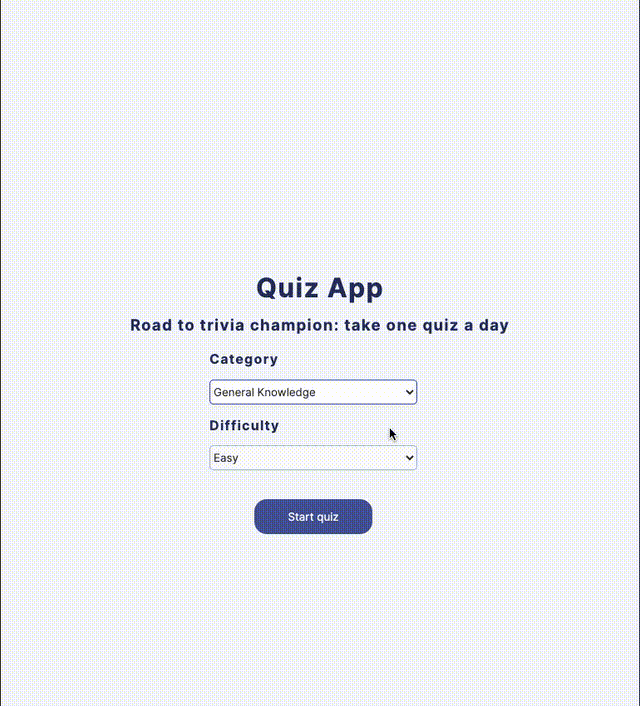 Quiz App
Road to trivia champion: take one quiz a day
Category
General Knowledge
Difficulty
Easy
Start quiz